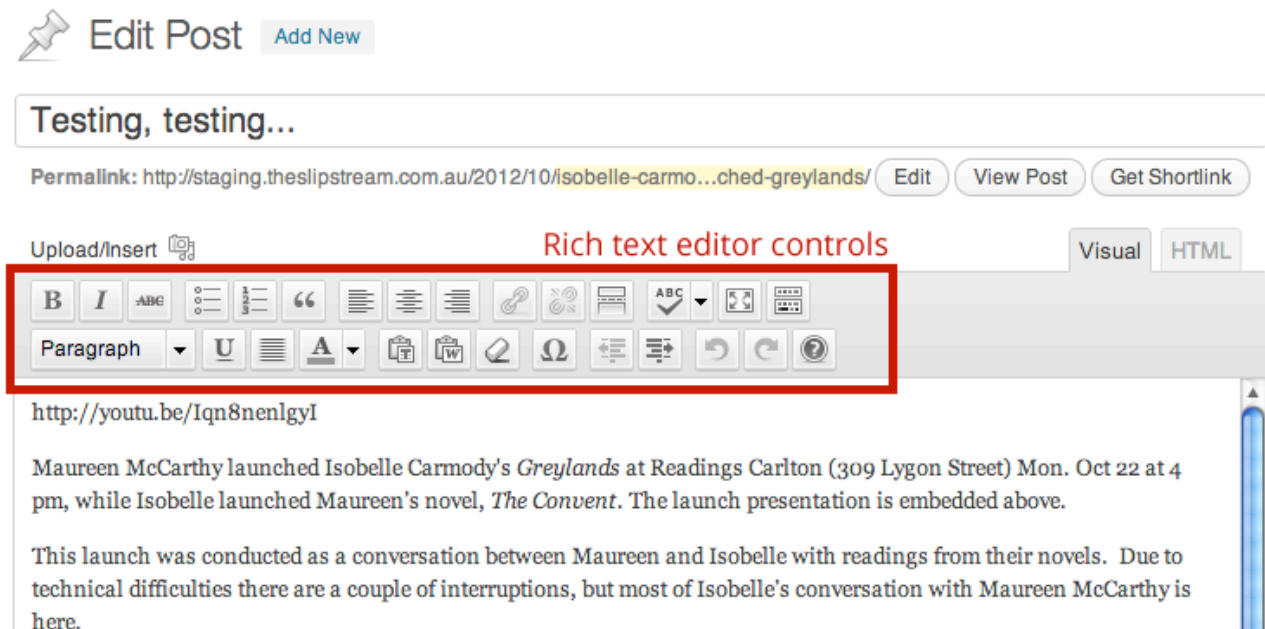 Edit Post Add New
Testing, testing...
Permalink: http://staging.theslipstream.com.au/2012/10/isobelle-carmo...ched-greylands/ Edit View Post Get Shortlink
Upload/Insert Rich text editor controls Visual HTML
B I ABC 1 2 3 “ ABC
Paragraph U A T W Ω ?
http://youtu.be/Iqn8nenlgyI
Maureen McCarthy launched Isobelle Carmody's Greylands at Readings Carlton (309 Lygon Street) Mon. Oct 22 at 4
pm, while Isobelle launched Maureen's novel, The Convent. The launch presentation is embedded above.
This launch was conducted as a conversation between Maureen and Isobelle with readings from their novels.  Due to
technical difficulties there are a couple of interruptions, but most of Isobelle's conversation with Maureen McCarthy is
here.